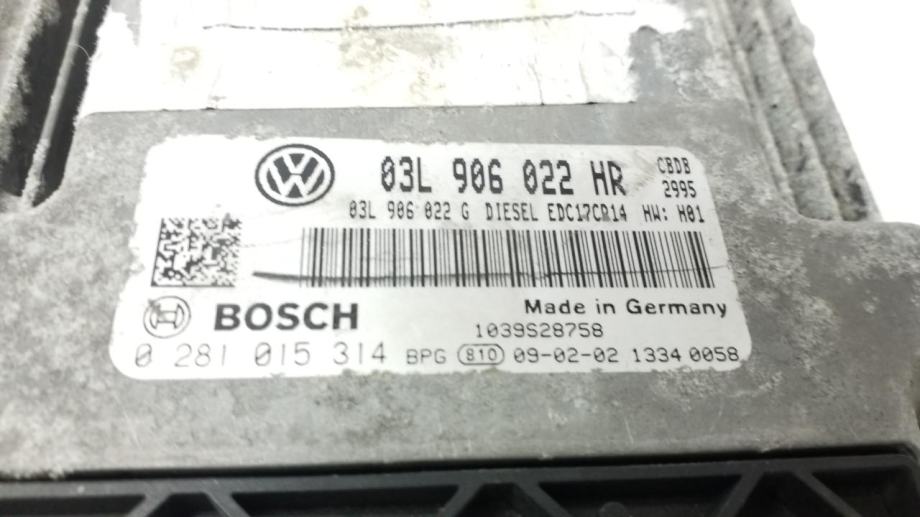 03L 906 022 HR CBDB
2995
03L 906 022 G DIESEL EDC17CR14 HW: H01
BOSCH Made in Germany
1039S28758
0 281 015 314 BPG 810 09-02-02 1334 0058